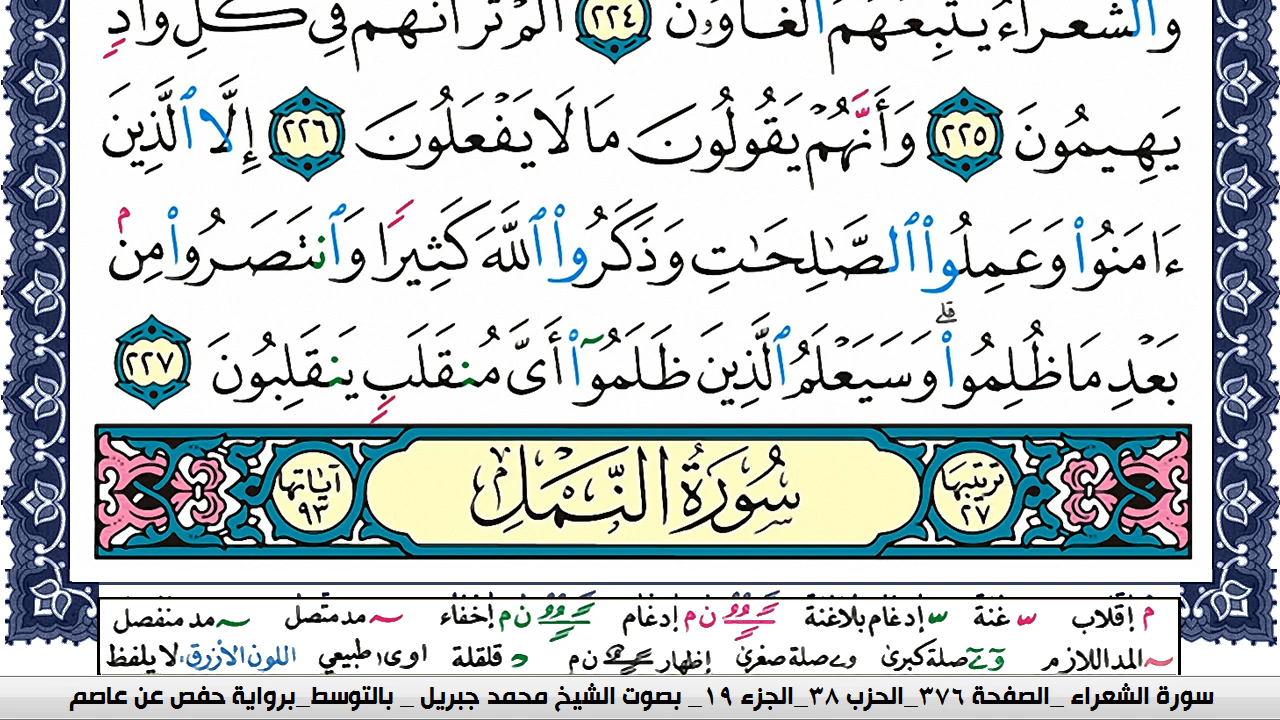 وَٱلشُّعَرَآءُ يَتَّبِعُهُمُ ٱلْغَاوُۥنَ ٢٢٤ أَلَمْ تَرَ أَنَّهُمْ فِى كُلِّ وَادٍ
يَهِيمُونَ ٢٢٥ وَأَنَّهُمْ يَقُولُونَ مَا لَا يَفْعَلُونَ ٢٢٦ إِلَّا ٱلَّذِينَ
ءَامَنُوا۟ وَعَمِلُوا۟ ٱلصَّـٰلِحَـٰتِ وَذَكَرُوا۟ ٱللَّهَ كَثِيرًا وَٱنتَصَرُوا۟ مِنۢ
بَعْدِ مَا ظُلِمُوا۟ ۗ وَسَيَعْلَمُ ٱلَّذِينَ ظَلَمُوٓا۟ أَىَّ مُنقَلَبٍ يَنقَلِبُونَ ٢٢٧
ترتيبها ٢٧ سُورَةُ النَّمْلِ آياتها ٩٣
م إقلاب س غنة س إدغام بلاغنة ن م إدغام ن م إخفاء ~ مد متصل ~ مد منفصل
~ المد اللازم صلة كبرى و ے صلة صغرى إظهار ن م د قلقلة اوى ا طبيعي اللون الأزرق: لا يلفظ
سورة الشعراء _الصفحة ٣٧٦_الحزب ٣٨_الجزء ١٩_ بصوت الشيخ محمد جبريل _ بالتوسط_برواية حفص عن عاصم